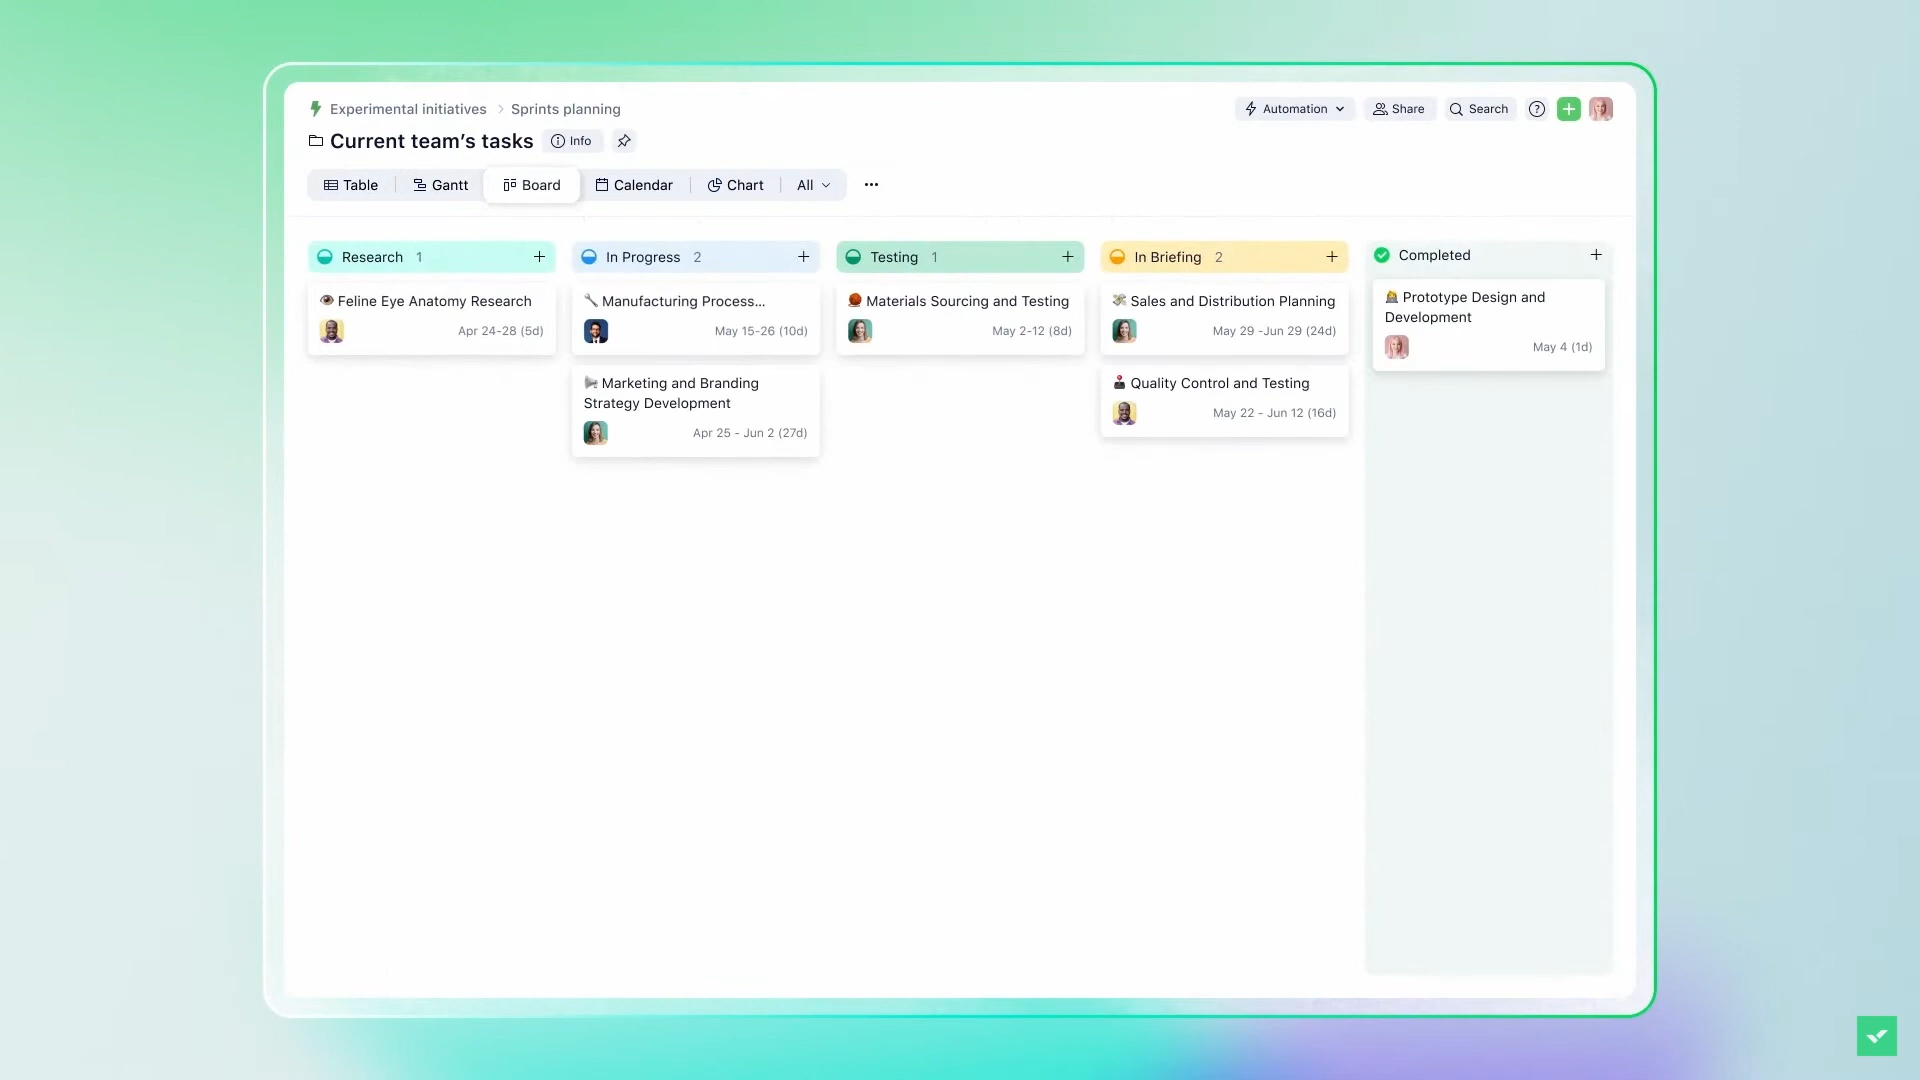 Experimental initiatives > Sprints planning
Automation
Share
Search
Current team's tasks
Info
Table
Gantt
Board
Calendar
Chart
All
Research 1
Feline Eye Anatomy Research
Apr 24-28 (5d)
In Progress 2
Manufacturing Process...
May 15-26 (10d)
Marketing and Branding
Strategy Development
Apr 25 - Jun 2 (27d)
Testing 1
Materials Sourcing and Testing
May 2-12 (8d)
In Briefing 2
Sales and Distribution Planning
May 29 -Jun 29 (24d)
Quality Control and Testing
May 22 - Jun 12 (16d)
Completed
Prototype Design and
Development
May 4 (1d)